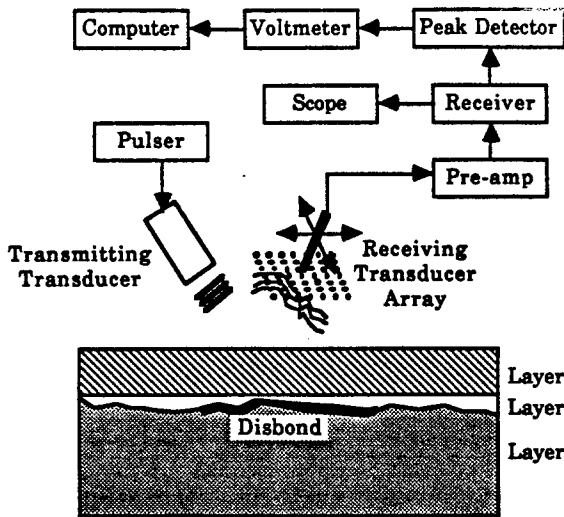 Computer
Voltmeter
Peak Detector
Scope
Receiver
Pulser
Pre-amp
Transmitting
Transducer
Receiving
Transducer
Array
Layer
Layer
Disbond
Layer